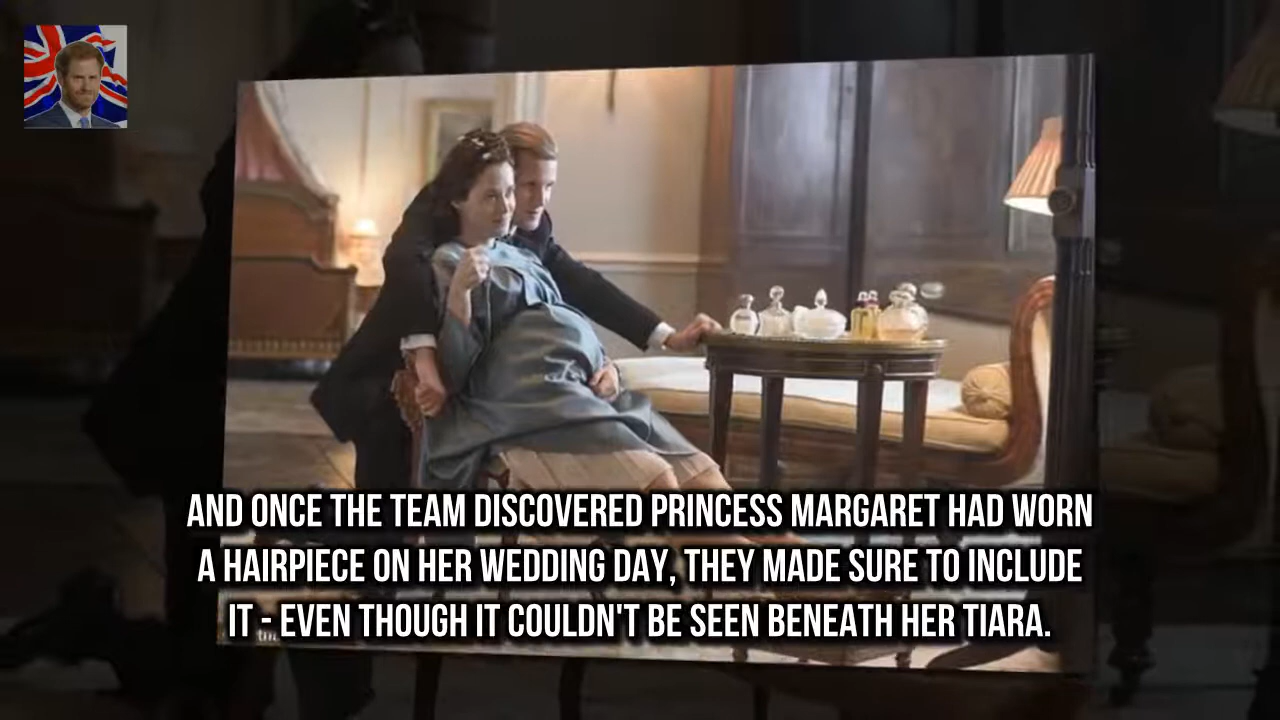 AND ONCE THE TEAM DISCOVERED PRINCESS MARGARET HAD WORN
A HAIRPIECE ON HER WEDDING DAY, THEY MADE SURE TO INCLUDE
IT - EVEN THOUGH IT COULDN'T BE SEEN BENEATH HER TIARA.